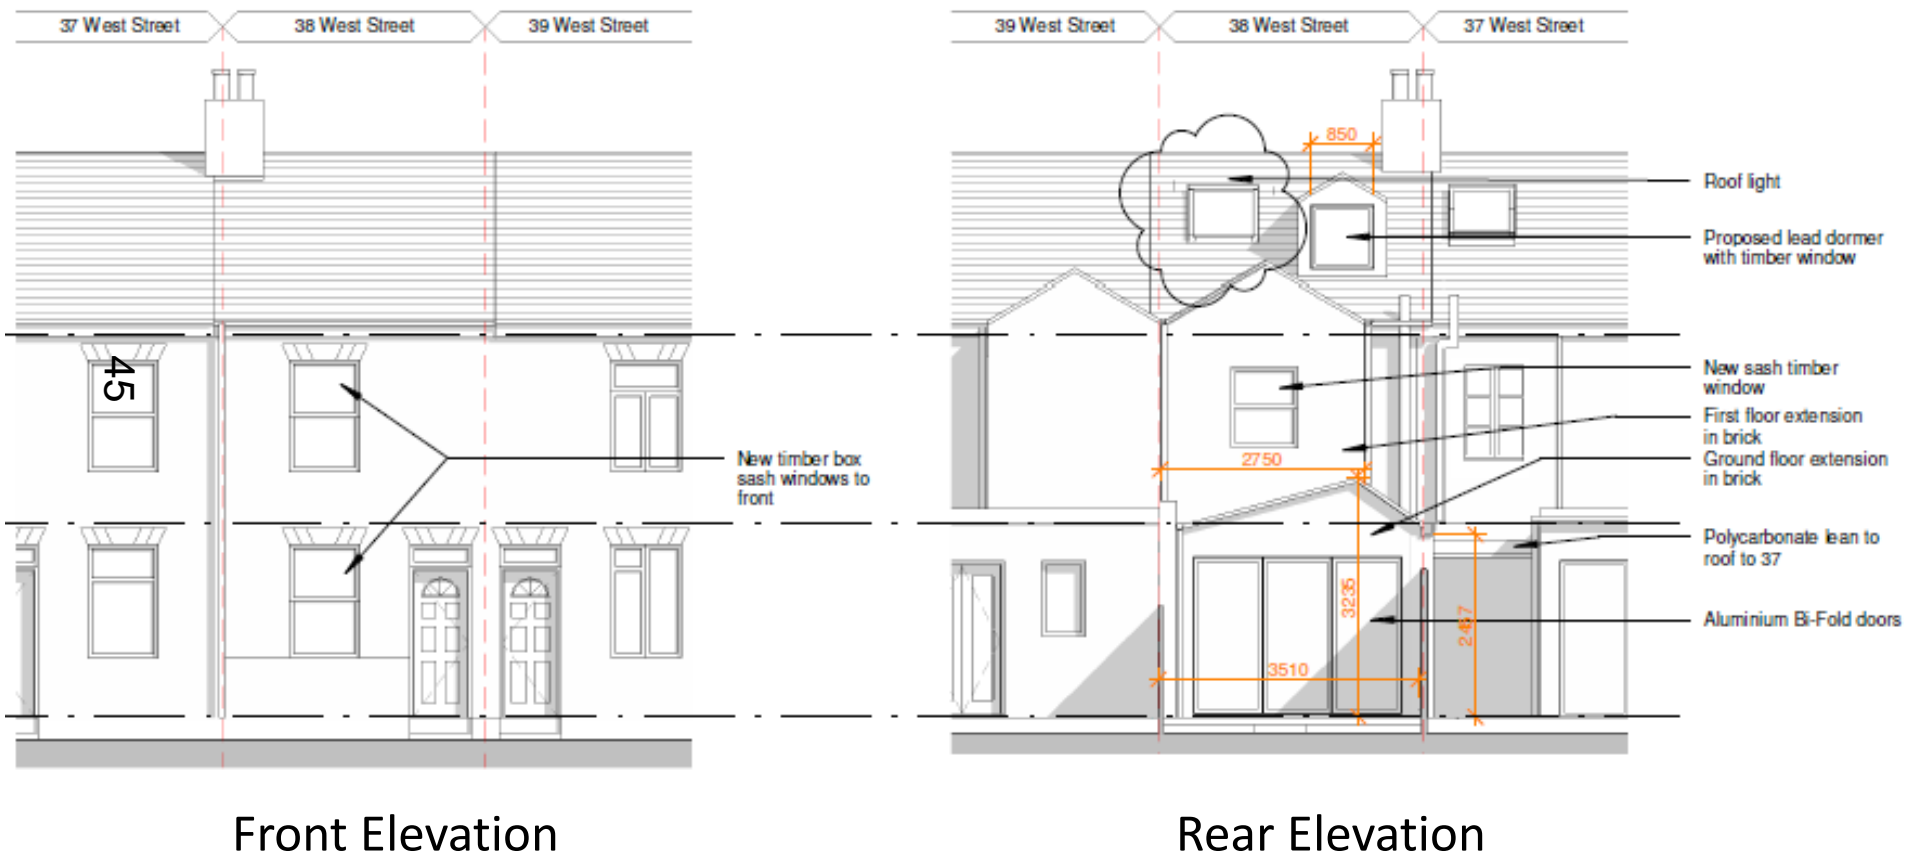 37 West Street
38 West Street
39 West Street
39 West Street
38 West Street
37 West Street
850
Roof light
Proposed lead dormer
with timber window
45
New sash timber
window
First floor extension
in brick
Ground floor extension
in brick
2750
New timber box
sash windows to
front
Polycarbonate lean to
roof to 37
3235
Aluminium Bi-Fold doors
3510
Front Elevation
Rear Elevation